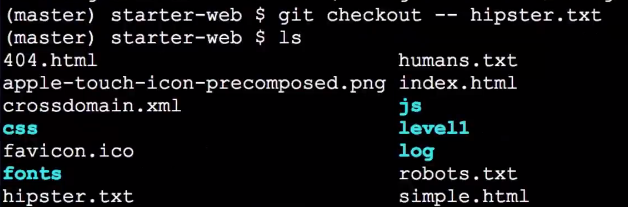 (master) starter-web $ git checkout -- hipster.txt
(master) starter-web $ ls
404.html humans.txt
apple-touch-icon-precomposed.png index.html
crossdomain.xml js
css level1
favicon.ico log
fonts robots.txt
hipster.txt simple.html